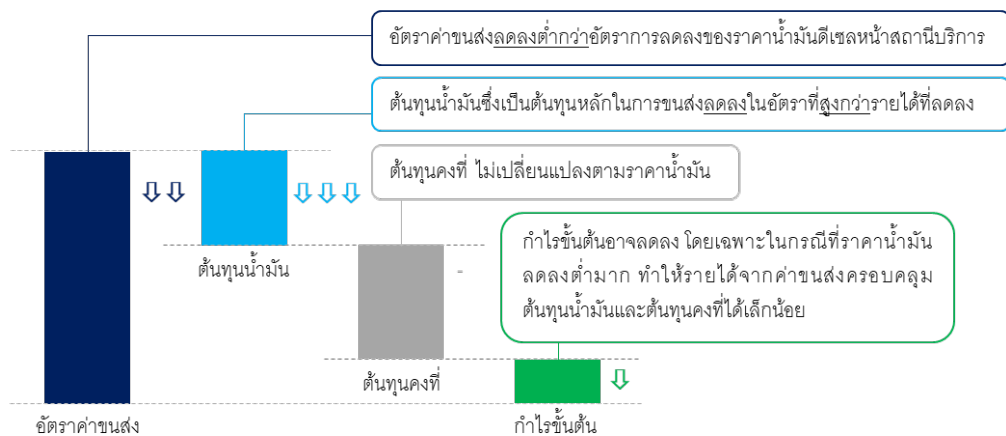 อัตราค่าขนส่งลดลงต่ำกว่าอัตราการลดลงของราคาน้ำมันดีเซลหน้าสถานีบริการ
ต้นทุนน้ำมันซึ่งเป็นต้นทุนหลักในการขนส่งลดลงในอัตราที่สูงกว่ารายได้ที่ลดลง
ต้นทุนคงที่ ไม่เปลี่ยนแปลงตามราคาน้ำมัน
กำไรขั้นต้นอาจลดลง โดยเฉพาะในกรณีที่ราคาน้ำมัน
ลดลงต่ำมาก ทำให้รายได้จากค่าขนส่งครอบคลุม
ต้นทุนน้ำมันและต้นทุนคงที่ได้เล็กน้อย
ต้นทุนน้ำมัน
-
ต้นทุนคงที่
อัตราค่าขนส่ง
กำไรขั้นต้น